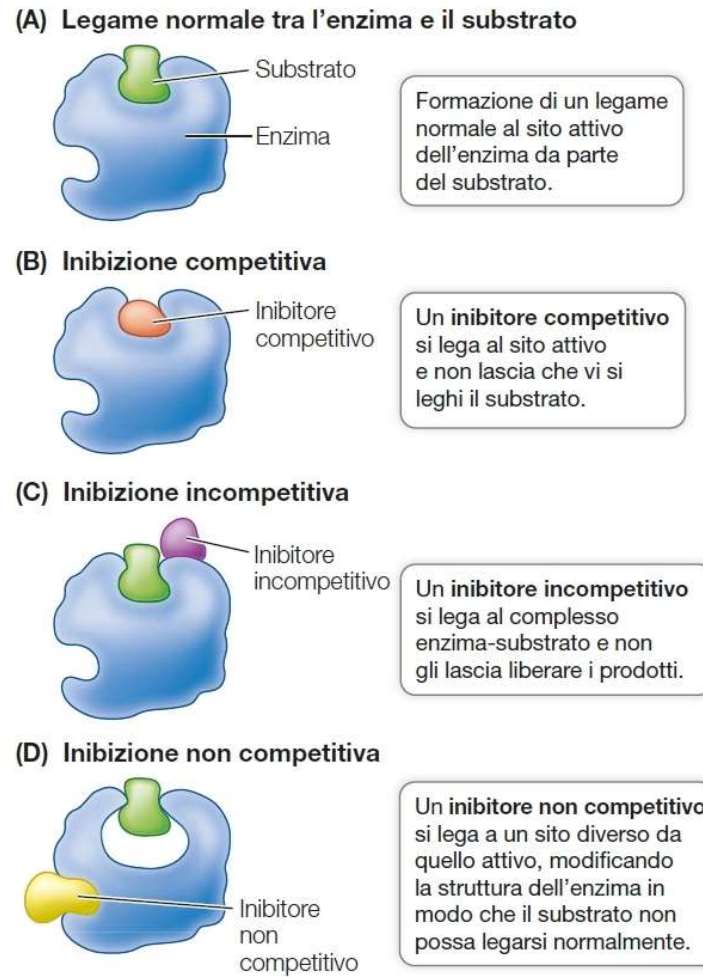 (A) Legame normale tra l’enzima e il substrato
Substrato
Enzima
Formazione di un legame
normale al sito attivo
dell’enzima da parte
del substrato.
(B) Inibizione competitiva
Inibitore
competitivo
Un inibitore competitivo
si lega al sito attivo
e non lascia che vi si
leghi il substrato.
(C) Inibizione incompetitiva
Inibitore
incompetitivo
Un inibitore incompetitivo
si lega al complesso
enzima-substrato e non
gli lascia liberare i prodotti.
(D) Inibizione non competitiva
Inibitore
non
competitivo
Un inibitore non competitivo
si lega a un sito diverso da
quello attivo, modificando
la struttura dell’enzima in
modo che il substrato non
possa legarsi normalmente.